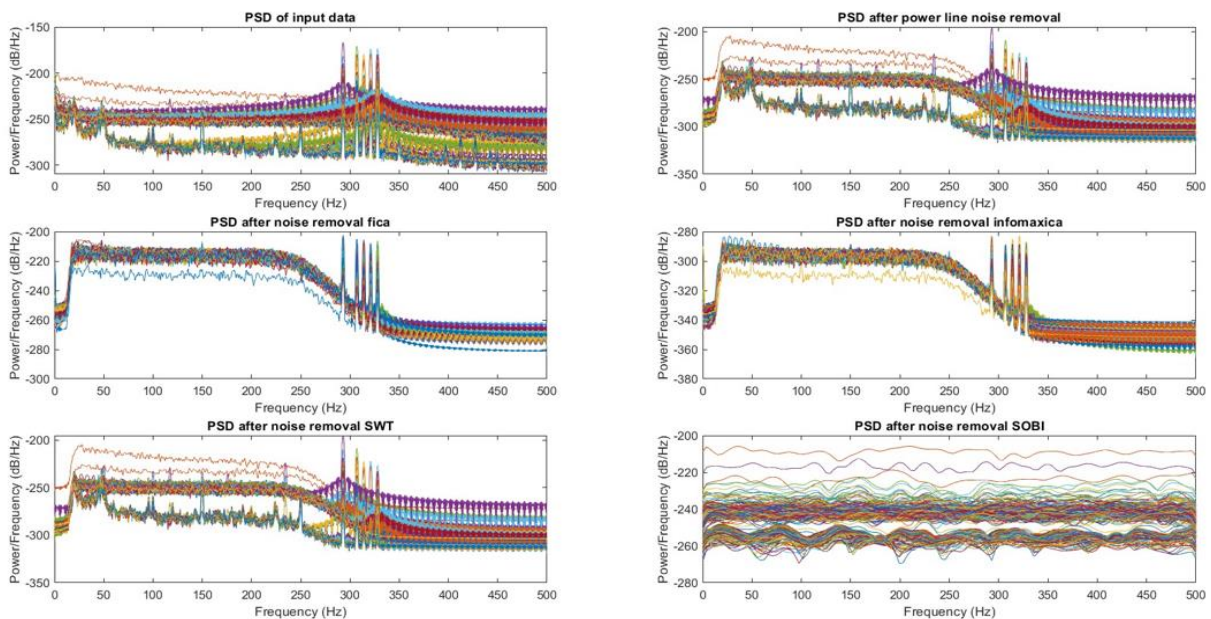 PSD of input data
Power/Frequency (dB/Hz)
-150
-200
-250
-300
0 50 100 150 200 250 300 350 400 450 500
Frequency (Hz)
PSD after power line noise removal
Power/Frequency (dB/Hz)
-200
-250
-300
-350
0 50 100 150 200 250 300 350 400 450 500
Frequency (Hz)
PSD after noise removal fica
Power/Frequency (dB/Hz)
-200
-220
-240
-260
-280
-300
0 50 100 150 200 250 300 350 400 450 500
Frequency (Hz)
PSD after noise removal infomaxica
Power/Frequency (dB/Hz)
-280
-300
-320
-340
-360
-380
0 50 100 150 200 250 300 350 400 450 500
Frequency (Hz)
PSD after noise removal SWT
Power/Frequency (dB/Hz)
-200
-250
-300
-350
0 50 100 150 200 250 300 350 400 450 500
Frequency (Hz)
PSD after noise removal SOBI
Power/Frequency (dB/Hz)
-200
-220
-240
-260
-280
0 50 100 150 200 250 300 350 400 450 500
Frequency (Hz)